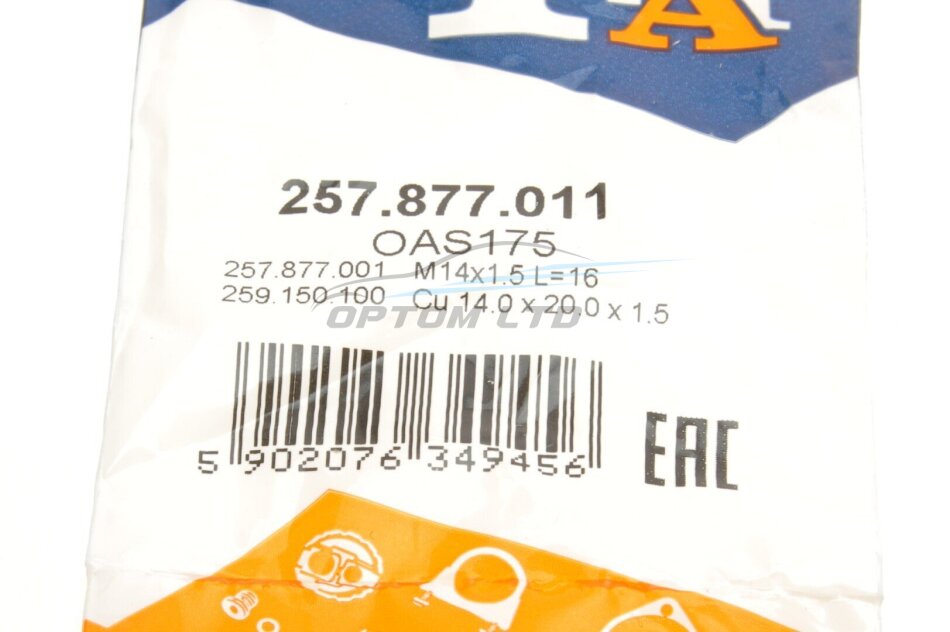 A
257.877.011
OAS175
257.877.001 M14x1.5 L=16
259.150.100 Cu 14.0 x 20.0 x 1.5
OPTOM LTD
5 902076 349456
EAC